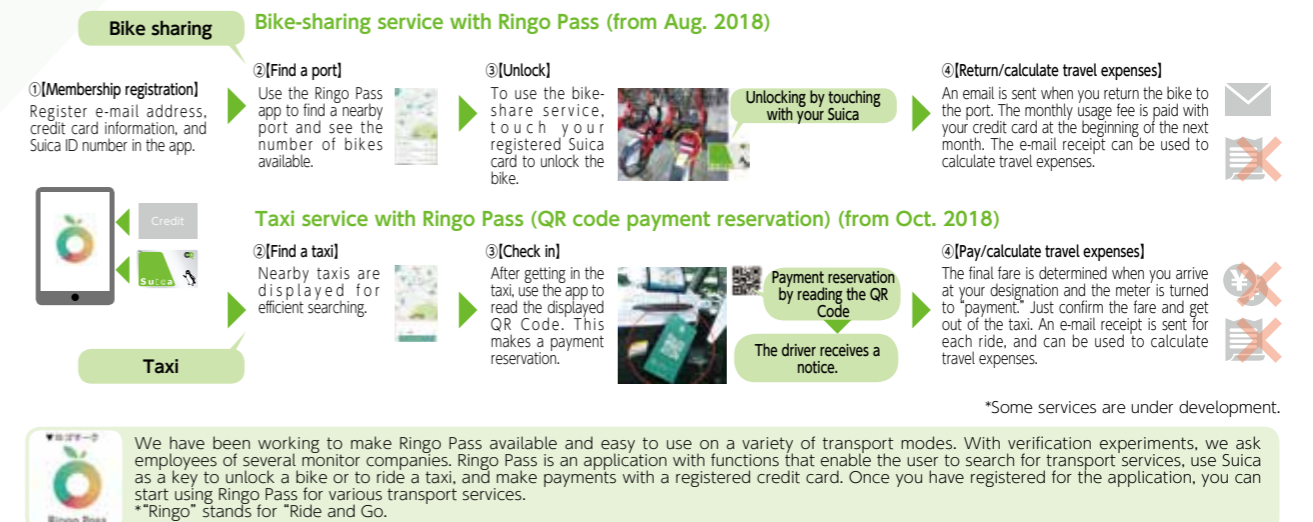 Bike sharing
Bike-sharing service with Ringo Pass (from Aug. 2018)
①【Membership registration】
Register e-mail address,
credit card information, and
Suica ID number in the app.
②【Find a port】
Use the Ringo Pass
app to find a nearby
port and see the
number of bikes
available.
③【Unlock】
To use the bike-
share service,
touch your
registered Suica
card to unlock the
bike.
Unlocking by touching
with your Suica
④【Return/calculate travel expenses】
An email is sent when you return the bike to
the port. The monthly usage fee is paid with
your credit card at the beginning of the next
month. The e-mail receipt can be used to
calculate travel expenses.
Credit
Suica
Taxi service with Ringo Pass (QR code payment reservation) (from Oct. 2018)
②【Find a taxi】
Nearby taxis are
displayed for
efficient searching.
③【Check in】
After getting in the
taxi, use the app to
read the displayed
QR Code. This
makes a payment
reservation.
Payment reservation
by reading the QR
Code
The driver receives a
notice.
④【Pay/calculate travel expenses】
The final fare is determined when you arrive
at your designation and the meter is turned
to "payment." Just confirm the fare and get
out of the taxi. An e-mail receipt is sent for
each ride, and can be used to calculate
travel expenses.
¥
Taxi
*Some services are under development.
▼ロゴマーク
Ringo Pass
We have been working to make Ringo Pass available and easy to use on a variety of transport modes. With verification experiments, we ask
employees of several monitor companies. Ringo Pass is an application with functions that enable the user to search for transport services, use Suica
as a key to unlock a bike or to ride a taxi, and make payments with a registered credit card. Once you have registered for the application, you can
start using Ringo Pass for various transport services.
*"Ringo" stands for "Ride and Go.